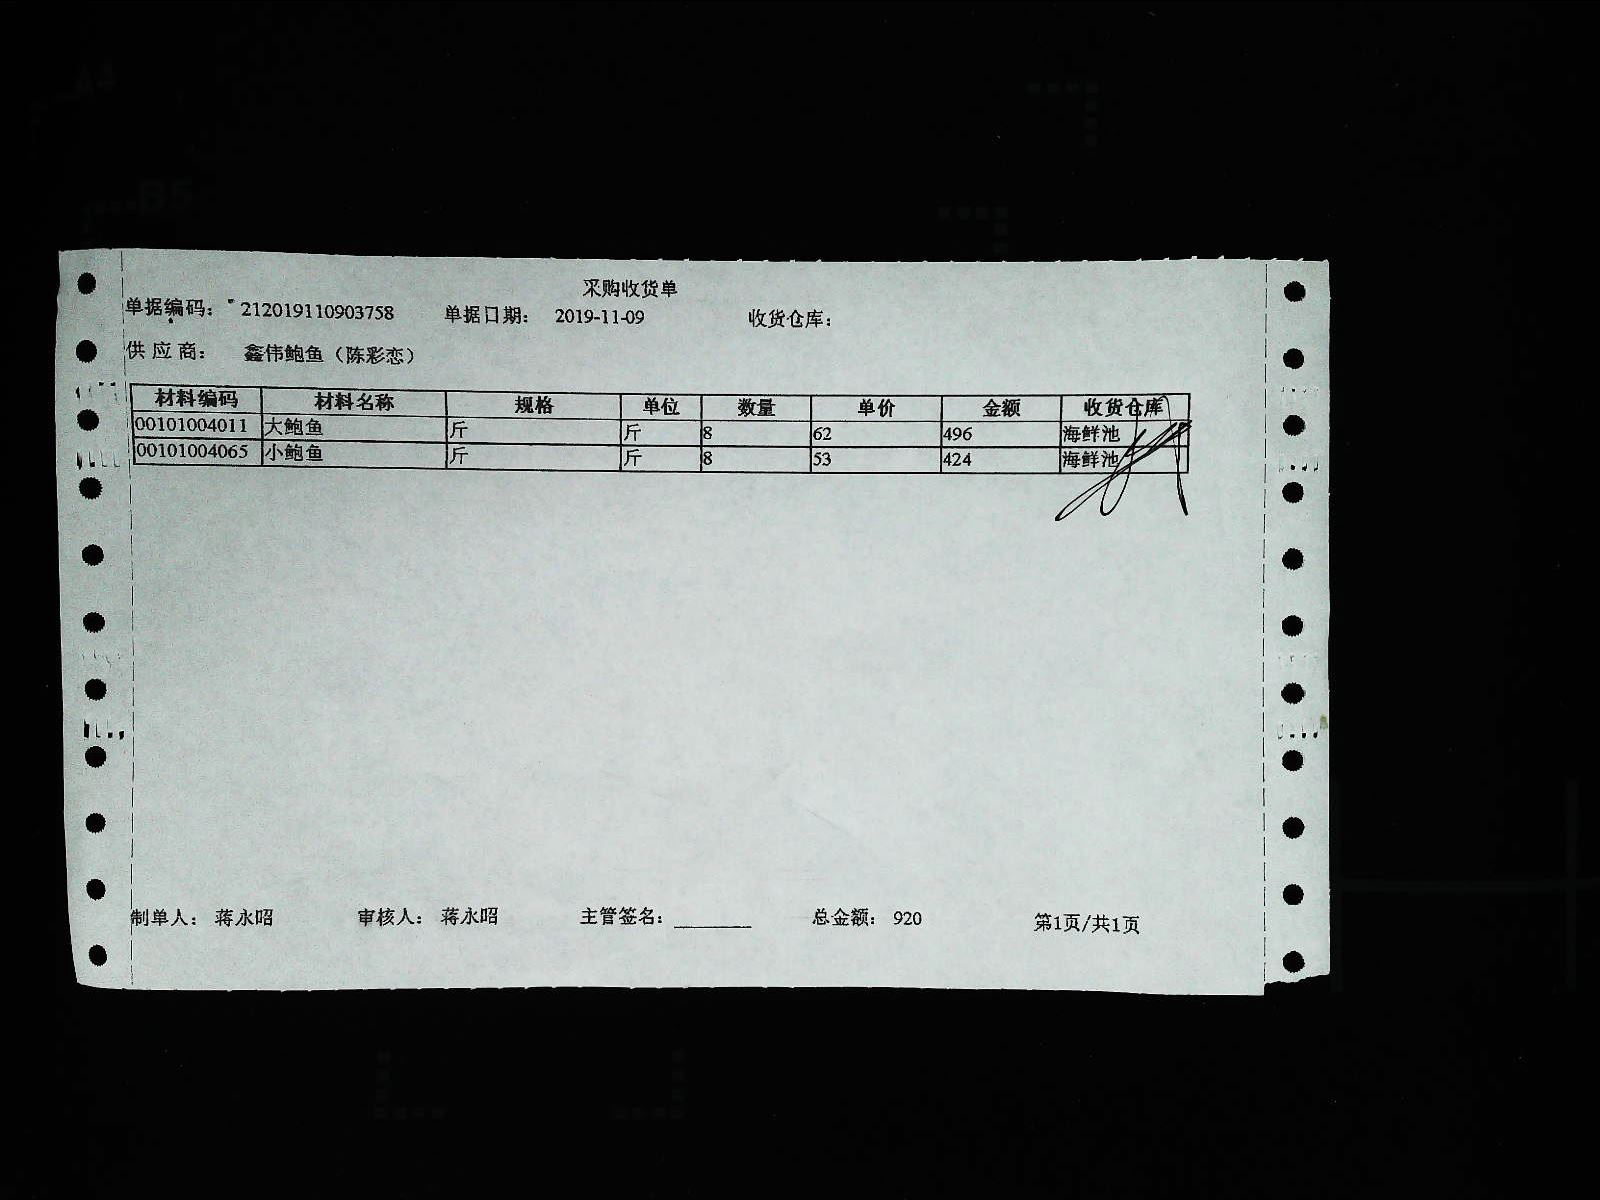 采购收货单
单据编码： 212019110903758 单据日期： 2019-11-09 收货仓库：
供应商： 鑫伟鲍鱼（陈彩恋）
材料编码 材料名称 规格 单位 数量 单价 金额 收货仓库
00101004011 大鲍鱼 斤 斤 8 62 496 海鲜池
00101004065 小鲍鱼 斤 斤 8 53 424 海鲜池
制单人： 蒋永昭 审核人： 蒋永昭 主管签名： 总金额： 920 第1页/共1页